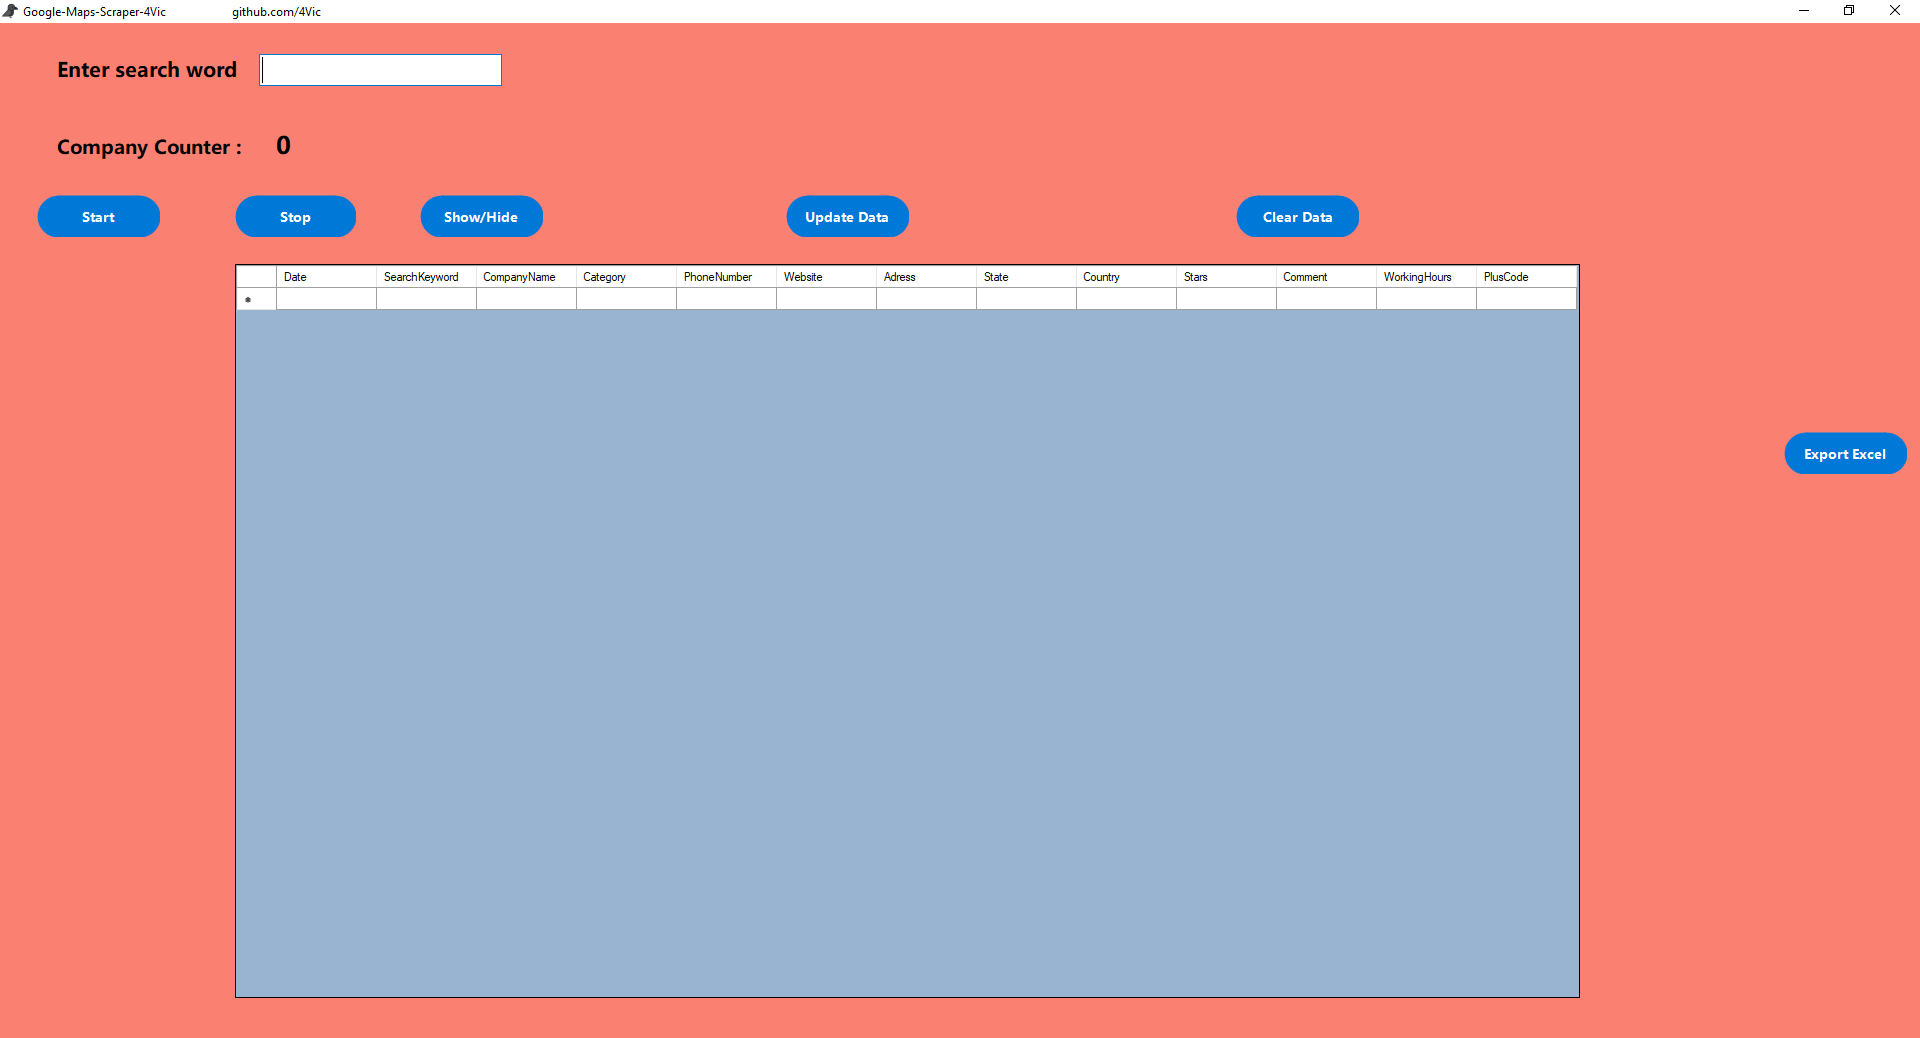 Google-Maps-Scraper-4Vic github.com/4Vic
Enter search word
Company Counter : 0
Start Stop Show/Hide Update Data Clear Data
Date SearchKeyword CompanyName Category PhoneNumber Website Adress State Country Stars Comment WorkingHours PlusCode
Export Excel